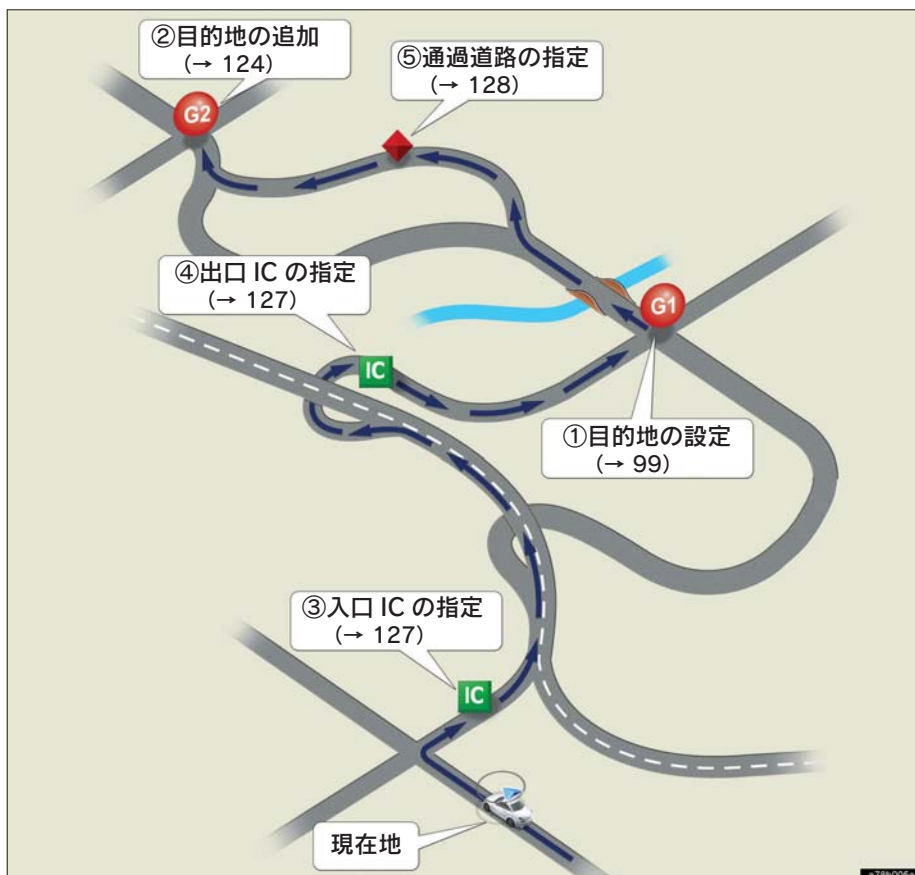 ②目的地の追加
(→ 124)
⑤通過道路の指定
(→ 128)
G2
④出口 IC の指定
(→ 127)
G1
IC
①目的地の設定
(→ 99)
③入口 IC の指定
(→ 127)
IC
現在地